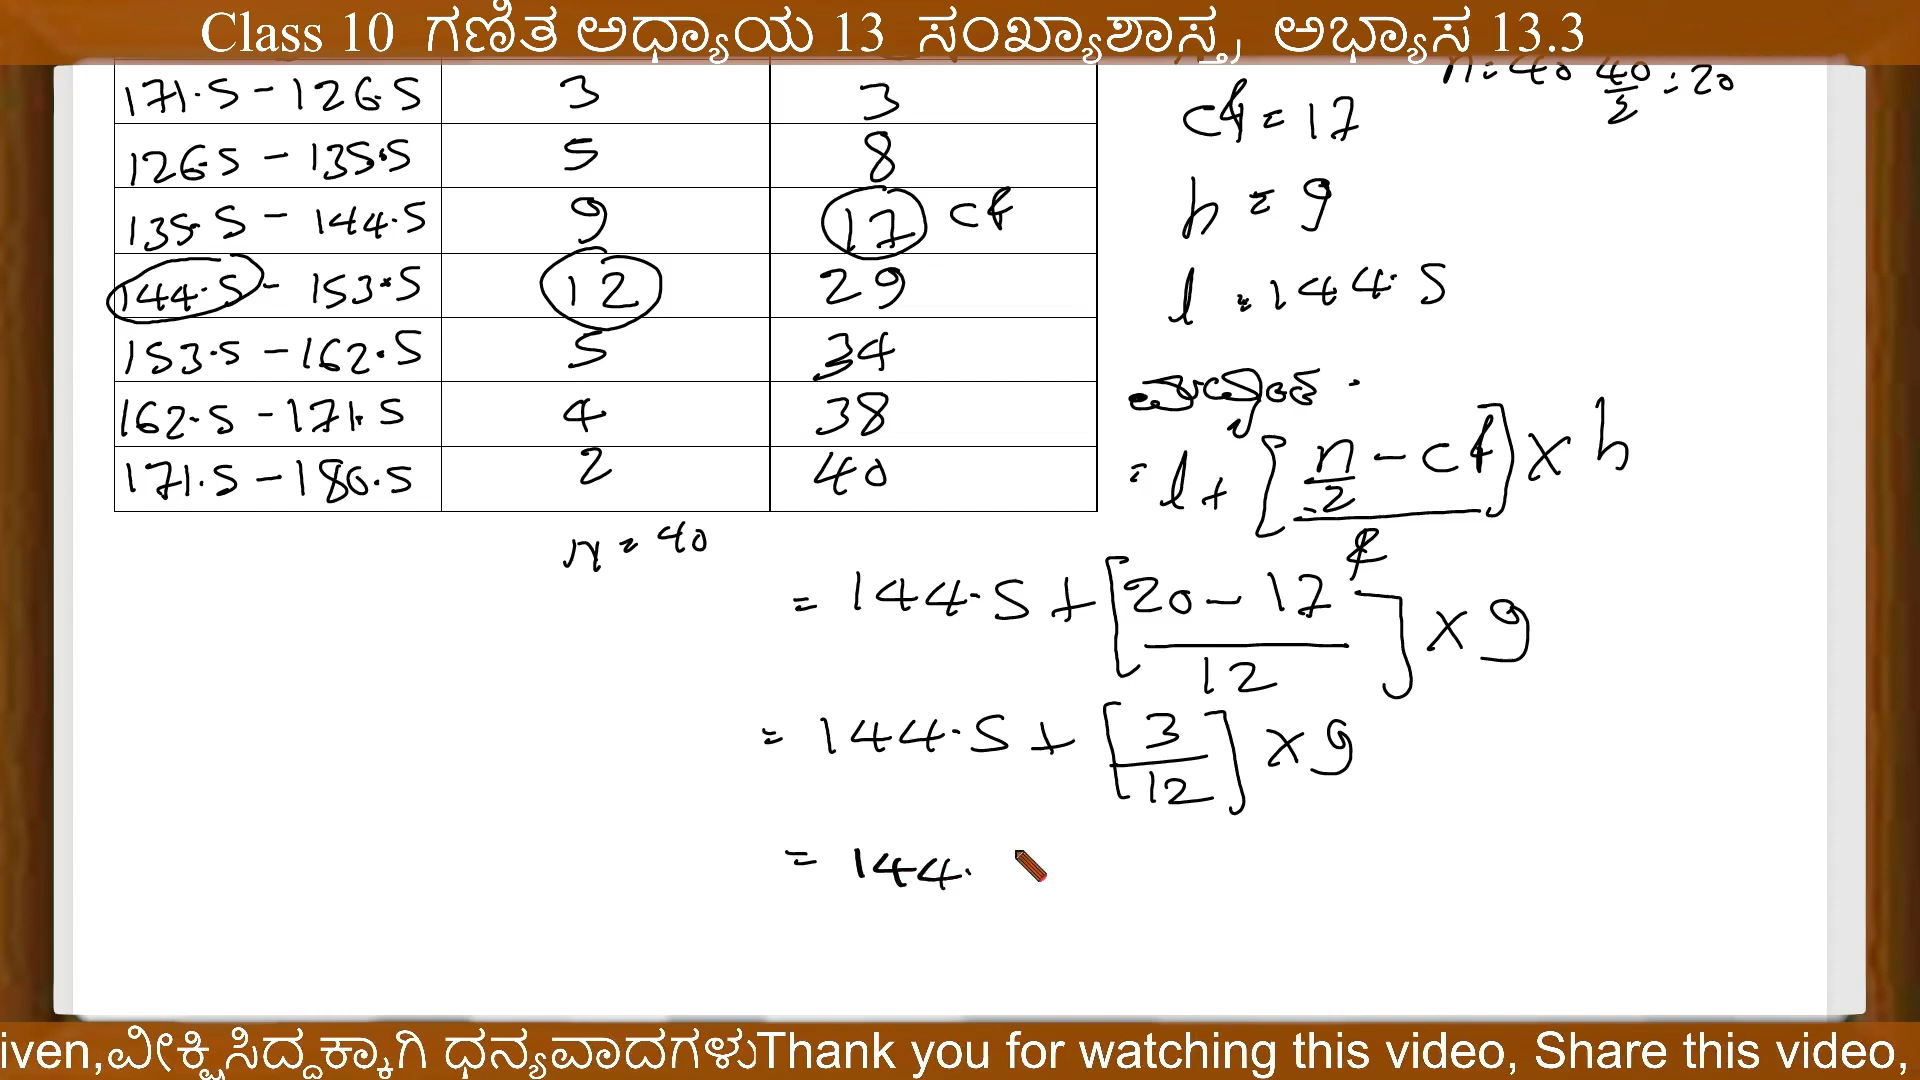 Class 10 ಗಣಿತ ಅಧ್ಯಾಯ 13 ಸಂಖ್ಯಾಶಾಸ್ತ್ರ, ಅಭ್ಯಾಸ 13.3
n = 40 40/2 = 20
171.5 - 126.5 3 3
cf = 17
126.5 - 135.5 5 8
h = 9
135.5 - 144.5 9 17 cf
144.5 - 153.5 12 29
l = 144.5
153.5 - 162.5 5 34
162.5 - 171.5 4 38
171.5 - 180.5 2 40
= l + [n/2 - cf / f] × h
n = 40
= 144.5 + [20 - 17 / 12] × 9
= 144.5 + [3/12] × 9
= 144.
iven,ವೀಕ್ಷಿಸಿದ್ದಕ್ಕಾಗಿ ಧನ್ಯವಾದಗಳುThank you for watching this video, Share this video,